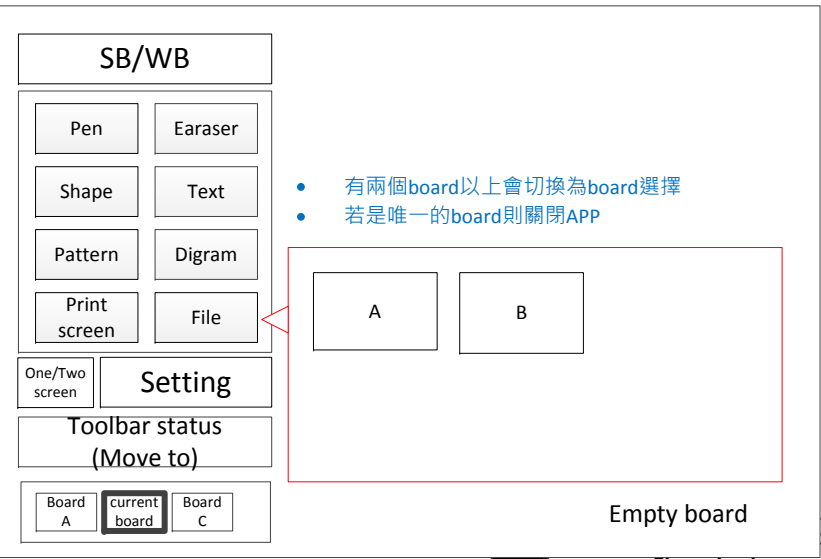 SB/WB
Pen
Earaser
Shape
Text
Pattern
Digram
Print
screen
File
One/Two
screen
Setting
Toolbar status
(Move to)
Board
A
current
board
Board
C
• 有兩個board以上會切換為board選擇
• 若是唯一的board則關閉APP
A
B
Empty board